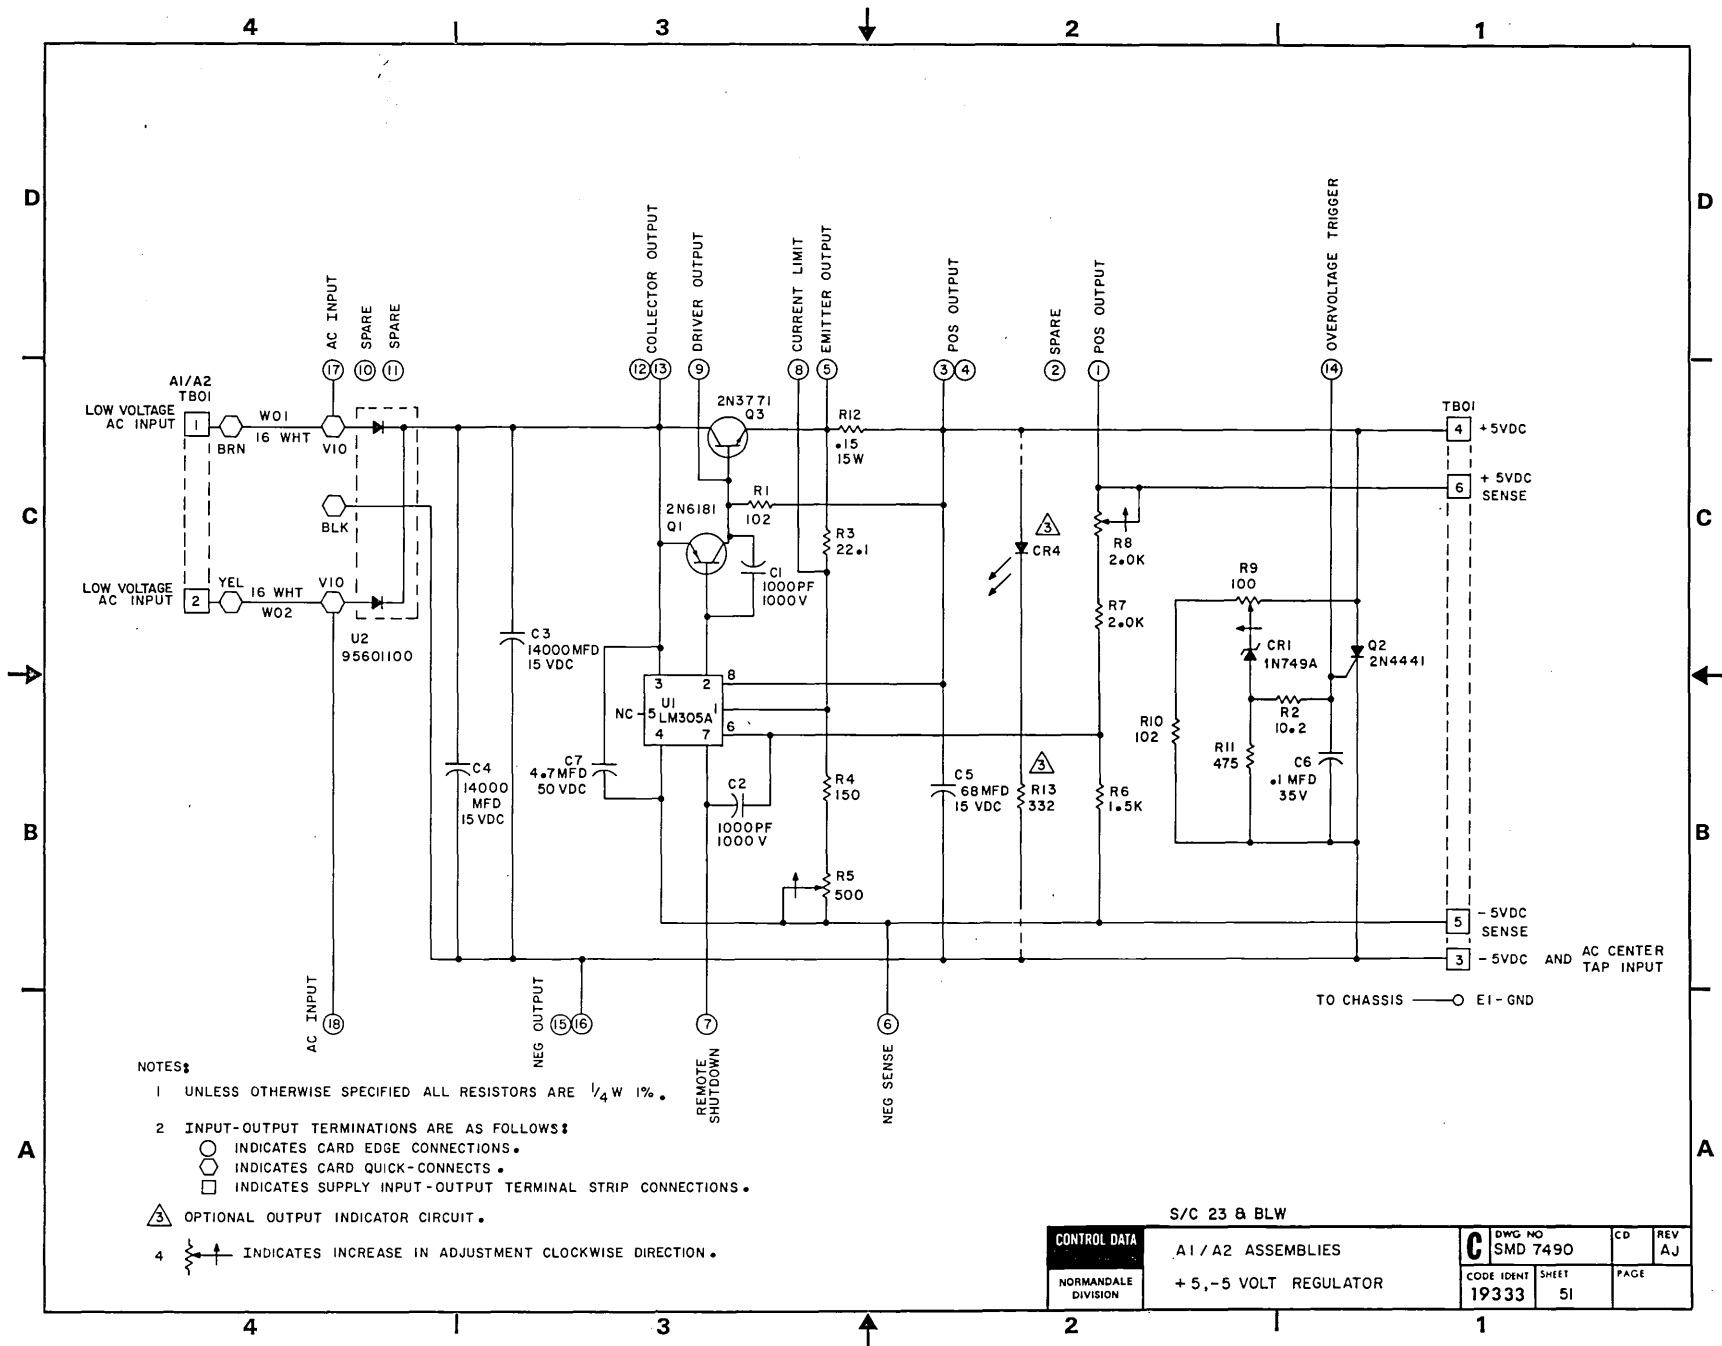 4 3 2 1
D D
AC INPUT
SPARE
SPARE
COLLECTOR OUTPUT
DRIVER OUTPUT
CURRENT LIMIT
EMITTER OUTPUT
POS OUTPUT
SPARE
POS OUTPUT
OVERVOLTAGE TRIGGER
17 10 11 12 13 9 8 5 3 4 2 1 14
A1/A2
TB01
LOW VOLTAGE
AC INPUT
1
BRN
W01
16 WHT
VIO
2N3771
Q3
R12
.15
15W
TB01
4 +5VDC
6 + 5VDC
SENSE
C C
BLK
2N6181
Q1
R1
102
R3
22.1
C1
1000PF
1000V
3
CR4
R8
2.0K
R7
2.0K
R9
100
CR1
1N749A
Q2
2N4441
LOW VOLTAGE
AC INPUT
2
YEL
16 WHT
W02
VIO
U2
95601100
C3
14000MFD
15 VDC
3 2 8
NC 5 U1 1
LM305A
4 7 6
R2
10.2
R10
102
R11
475
C6
.1 MFD
35V
C4
14000
MFD
15 VDC
C7
4.7MFD
50 VDC
C2
1000PF
1000V
R4
150
C5
68MFD
15 VDC
3
R13
332
R6
1.5K
B B
R5
500
5 - 5VDC
SENSE
3 - 5VDC AND AC CENTER
TAP INPUT
TO CHASSIS E1-GND
AC INPUT
18
NEG OUTPUT
15 16
7
REMOTE
SHUTDOWN
6
NEG SENSE
NOTES:
1 UNLESS OTHERWISE SPECIFIED ALL RESISTORS ARE 1/4 W 1%.
2 INPUT-OUTPUT TERMINATIONS ARE AS FOLLOWS:
INDICATES CARD EDGE CONNECTIONS.
INDICATES CARD QUICK-CONNECTS.
INDICATES SUPPLY INPUT-OUTPUT TERMINAL STRIP CONNECTIONS.
3 OPTIONAL OUTPUT INDICATOR CIRCUIT.
4 INDICATES INCREASE IN ADJUSTMENT CLOCKWISE DIRECTION.
A A
S/C 23 & BLW
CONTROL DATA
NORMANDALE
DIVISION
A1/A2 ASSEMBLIES
+5,-5 VOLT REGULATOR
C
DWG NO
SMD 7490
CD
REV
AJ
CODE IDENT
19333
SHEET
51
PAGE
4 3 2 1